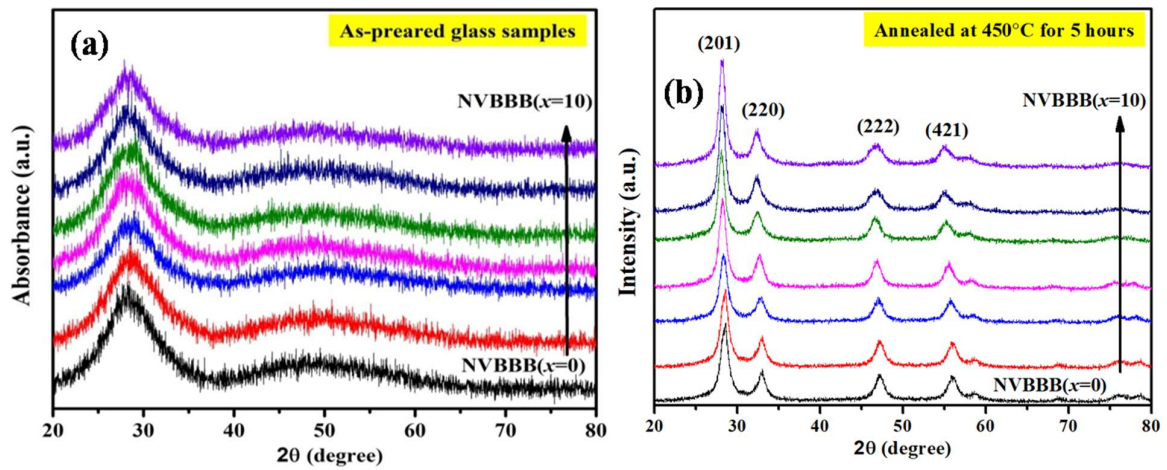 (a)
As-preared glass samples
NVBBB(x=10)
NVBBB(x=0)
Absorbance (a.u.)
20 30 40 50 60 70 80
2θ (degree)
(b)
Annealed at 450°C for 5 hours
(201)
(220)
(222)
(421)
NVBBB(x=10)
NVBBB(x=0)
Intensity (a.u.)
20 30 40 50 60 70 80
2θ (degree)